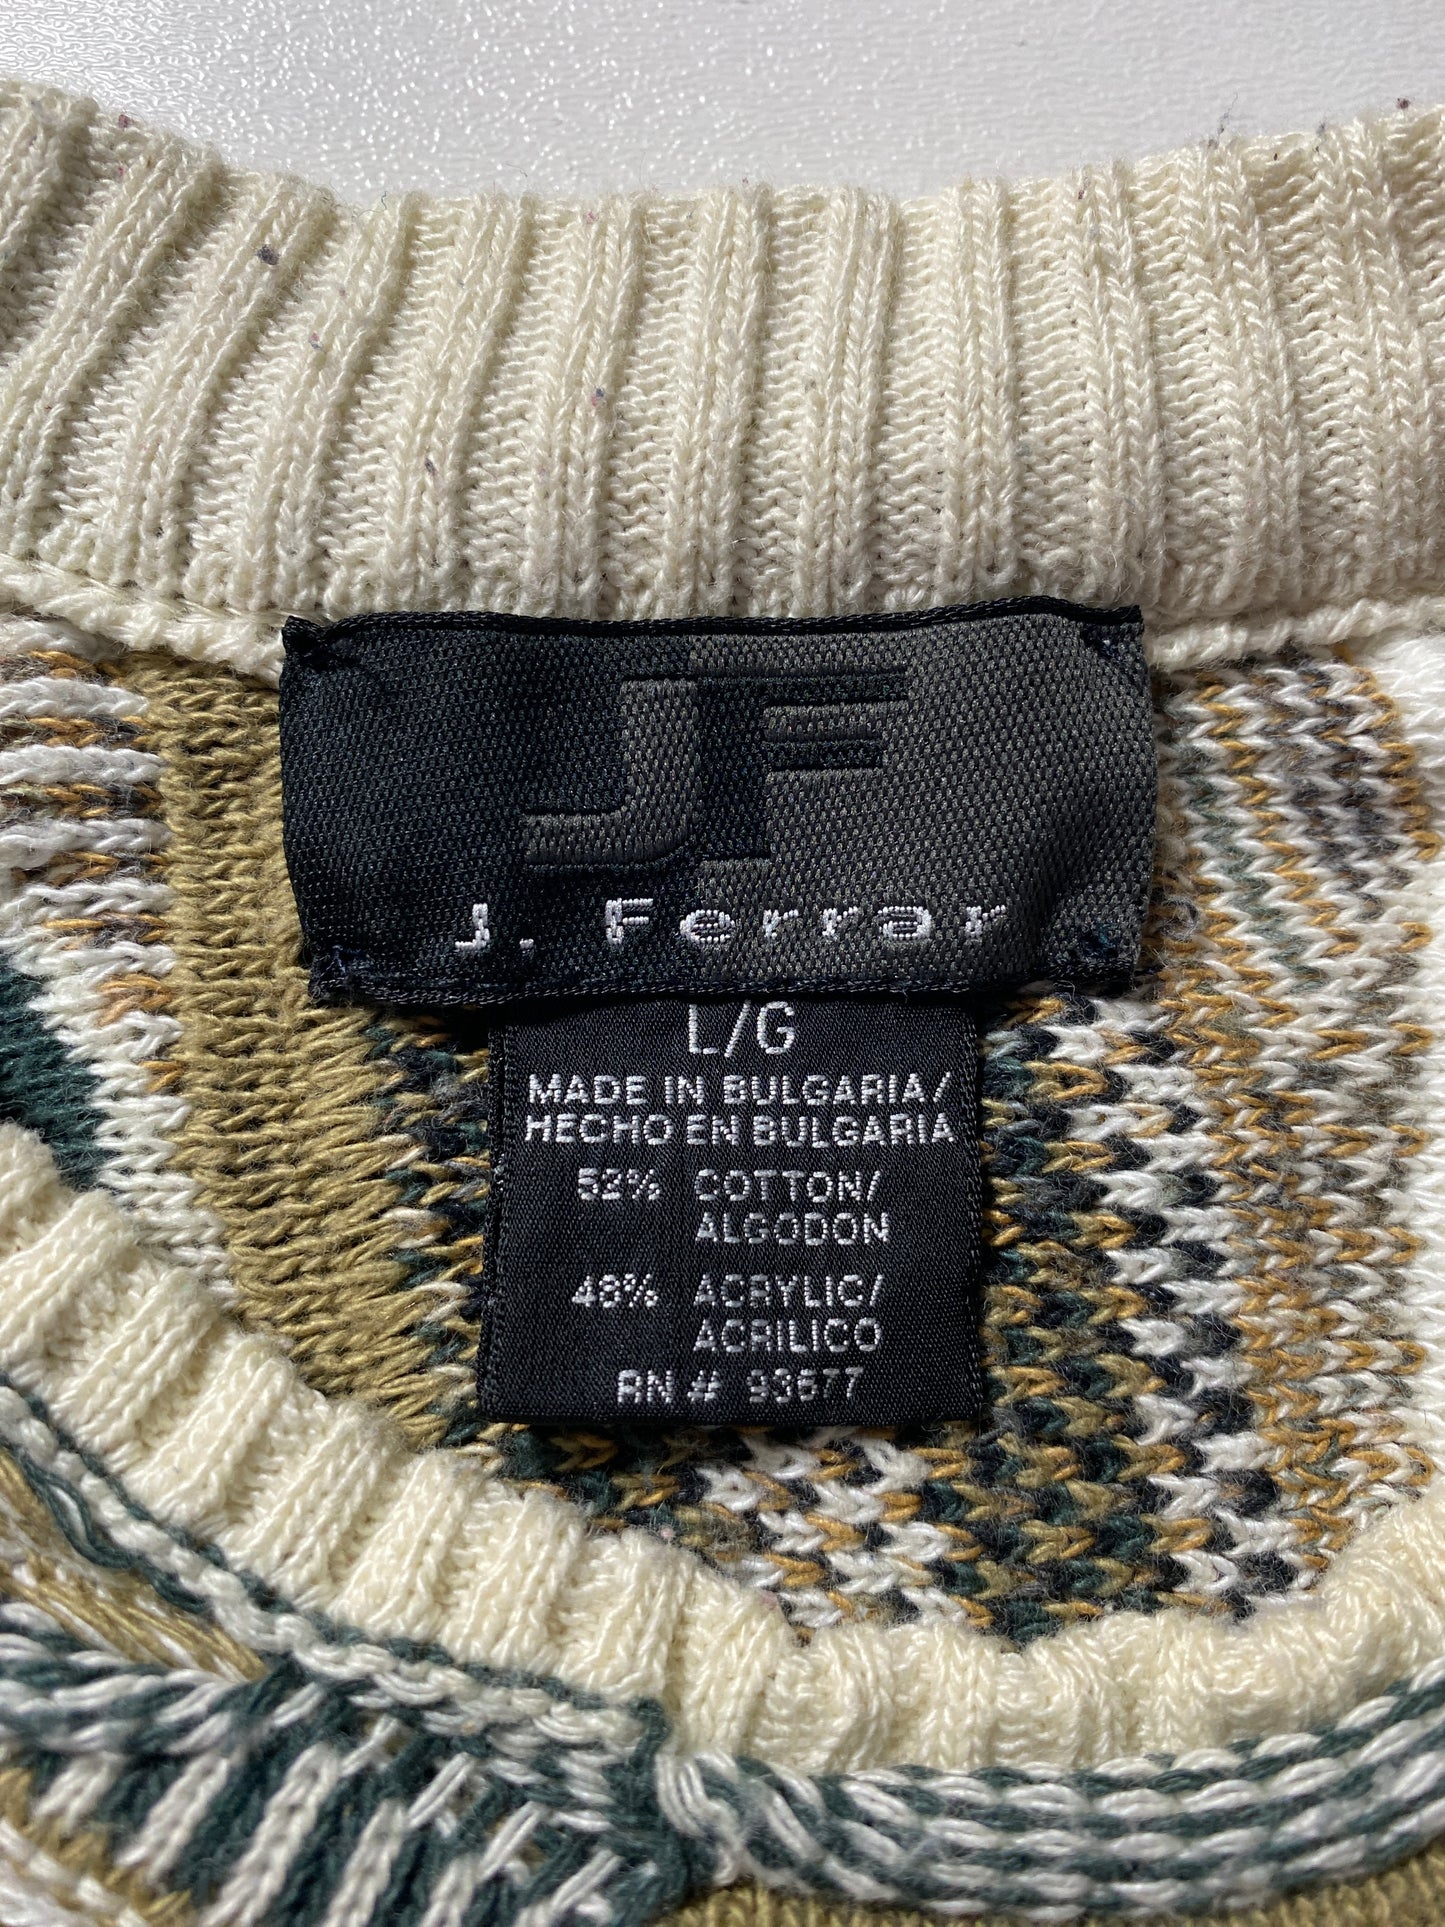 JF
J. Ferrar
L/G
MADE IN BULGARIA/
HECHO EN BULGARIA
52% COTTON/
ALGODON
48% ACRYLIC/
ACRILICO
RN # 93677